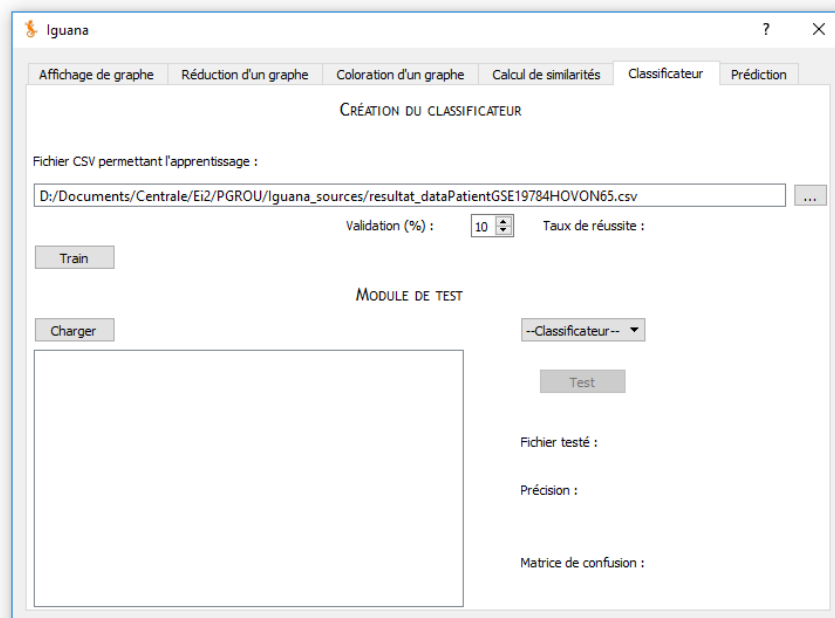 Iguana
?
Affichage de graphe Réduction d'un graphe Coloration d'un graphe Calcul de similarités Classificateur Prédiction
CRÉATION DU CLASSIFICATEUR
Fichier CSV permettant l'apprentissage :
D:/Documents/Centrale/Ei2/PGROU/Iguana_sources/resultat_dataPatientGSE19784HOVON65.csv ...
Validation (%) : 10 Taux de réussite :
Train
MODULE DE TEST
Charger --Classificateur--
Test
Fichier testé :
Précision :
Matrice de confusion :